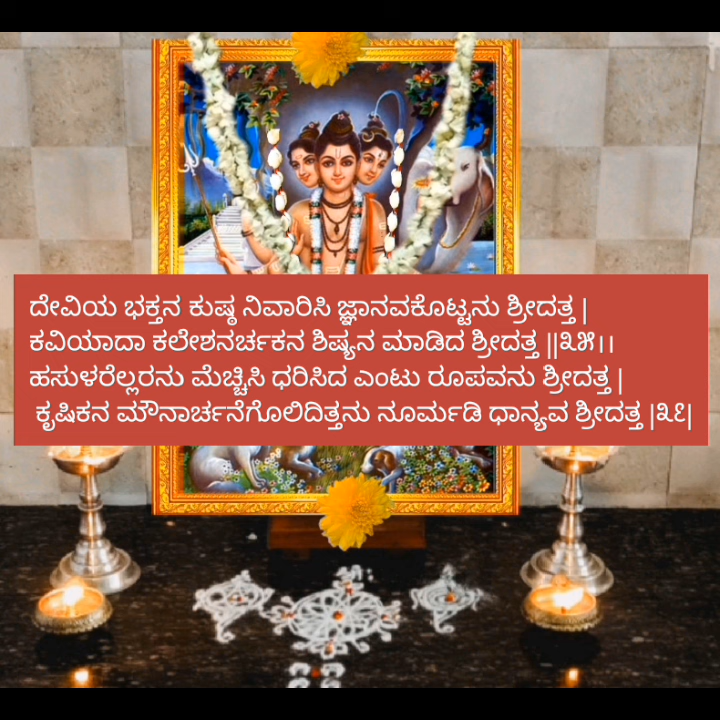 ದೇವಿಯ ಭಕ್ತನ ಕುಷ್ಠ ನಿವಾರಿಸಿ ಜ್ಞಾನವಕೊಟ್ಟನು ಶ್ರೀದತ್ತ |
ಕವಿಯಾದಾ ಕಲೇಶನರ್ಚಕನ ಶಿಷ್ಯನ ಮಾಡಿದ ಶ್ರೀದತ್ತ ||೩೫।।
ಹಸುಳರೆಲ್ಲರನು ಮೆಚ್ಚಿಸಿ ಧರಿಸಿದ ಎಂಟು ರೂಪವನು ಶ್ರೀದತ್ತ |
ಕೃಷಿಕನ ಮೌನಾರ್ಚನೆಗೊಲಿದಿತ್ತನು ನೂರ್ಮಡಿ ಧಾನ್ಯವ ಶ್ರೀದತ್ತ |೩೬|